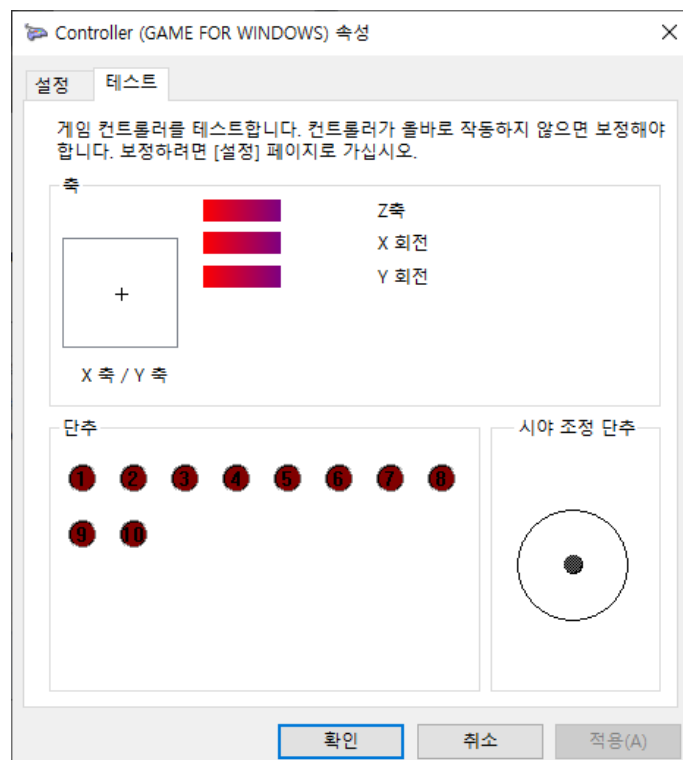 Controller (GAME FOR WINDOWS) 속성
설정 테스트
게임 컨트롤러를 테스트합니다. 컨트롤러가 올바로 작동하지 않으면 보정해야
합니다. 보정하려면 [설정] 페이지로 가십시오.
축
Z축
X 회전
Y 회전
X 축 / Y 축
단추
1 2 3 4 5 6 7 8
9 10
시야 조정 단추
확인 취소 적용(A)